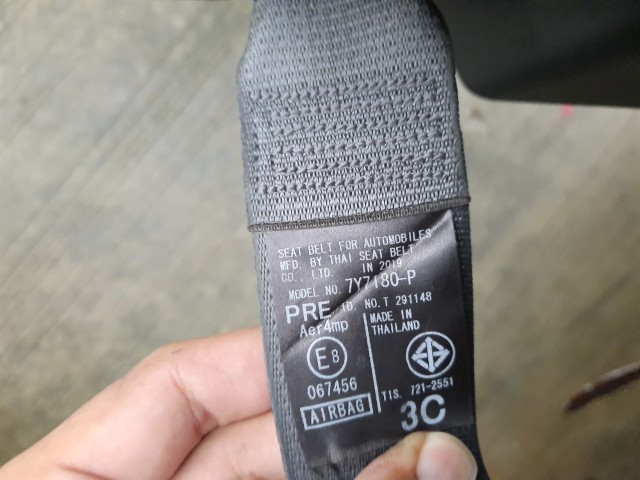 SEAT BELT FOR AUTOMOBILES
MFD. BY THAI SEAT BELT
CO., LTD. IN 2019
MODEL NO. 7Y7180-P
PRE ID. NO. T 291148
Aer4mp
MADE IN
THAILAND
E8
067456
TIS. 721-2551
AIRBAG
3C